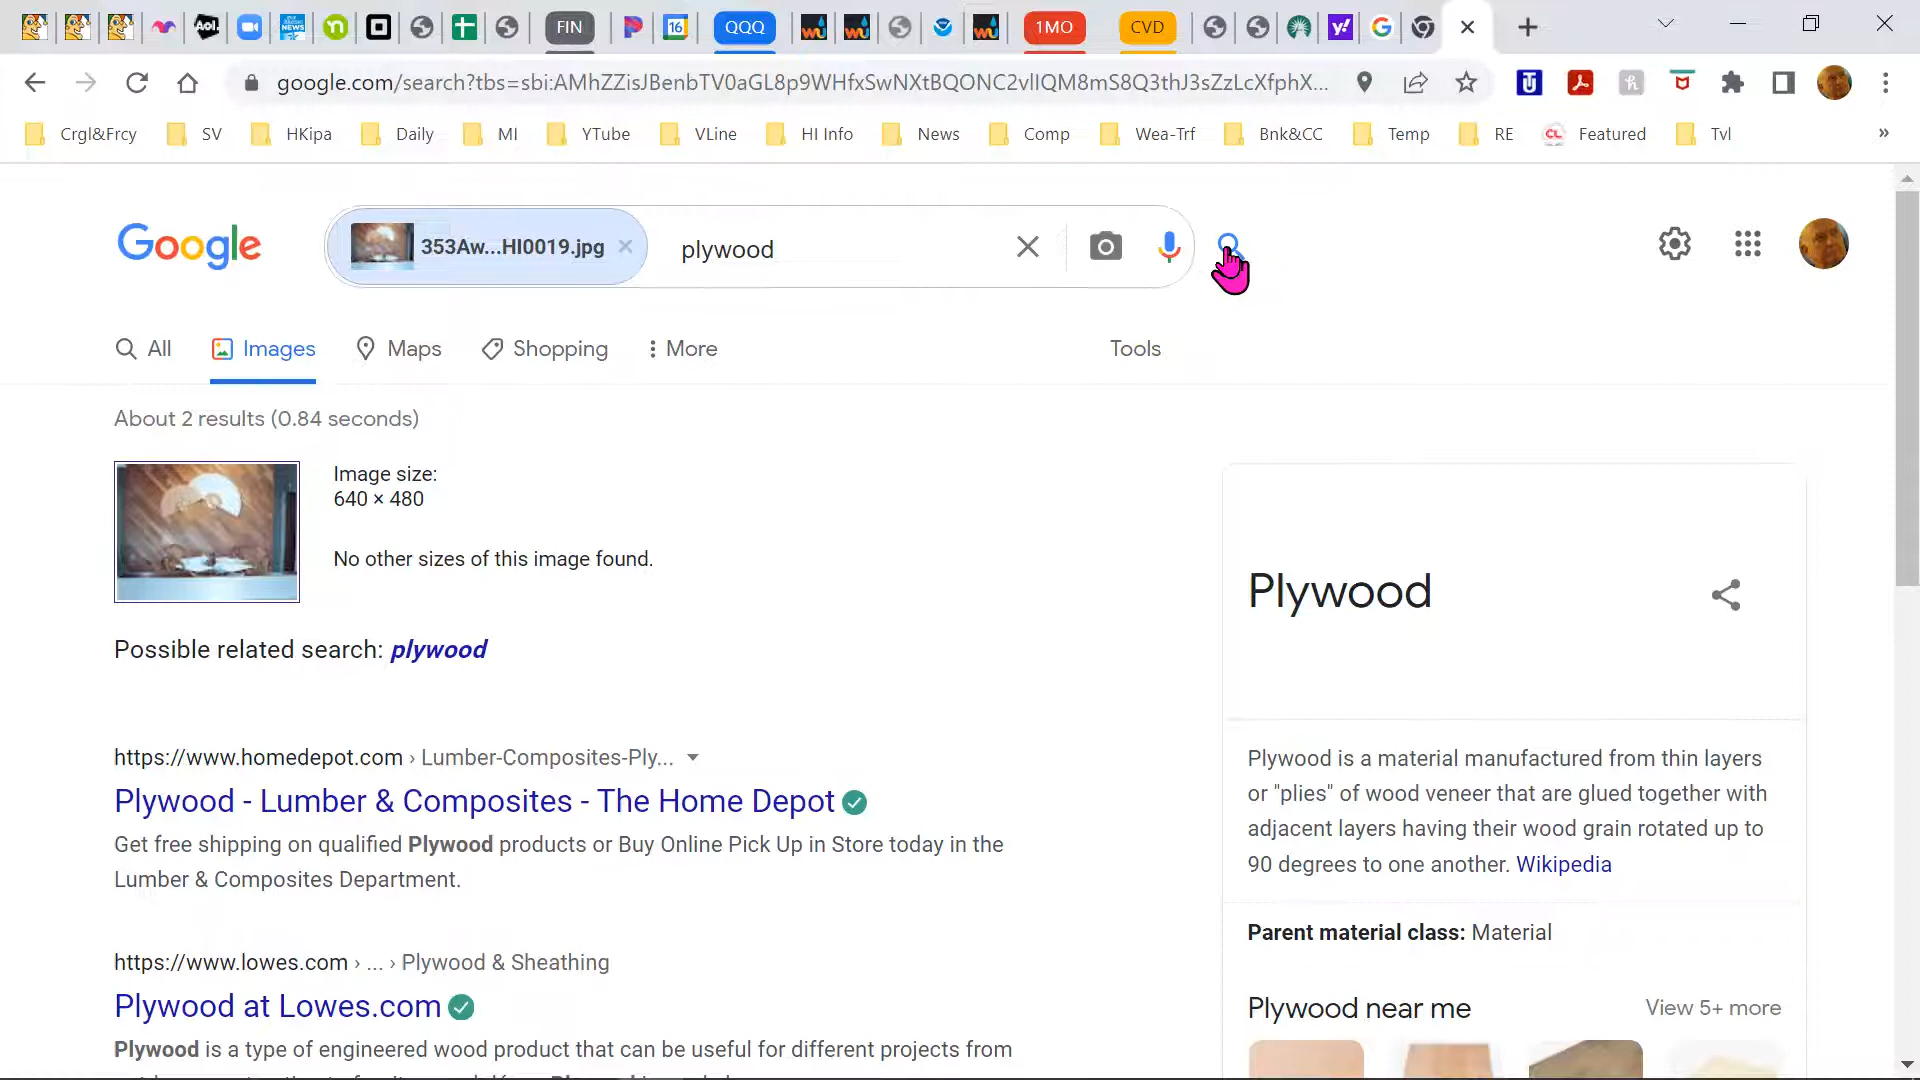 FIN
16
QQQ
1MO
CVD
google.com/search?tbs=sbi:AMhZZisJBenbTV0aGL8p9WHfxSwNXtBQONC2vllQM8mS8Q3thJ3sZzLcXfphX...
Crgl&Frcy
SV
HKipa
Daily
MI
YTube
VLine
HI Info
News
Comp
Wea-Trf
Bnk&CC
Temp
RE
CL Featured
Tvl
»
Google
353Aw...HI0019.jpg
plywood
All
Images
Maps
Shopping
More
Tools
About 2 results (0.84 seconds)
Image size:
640 × 480
No other sizes of this image found.
Possible related search: plywood
https://www.homedepot.com › Lumber-Composites-Ply...
Plywood - Lumber & Composites - The Home Depot
Get free shipping on qualified Plywood products or Buy Online Pick Up in Store today in the
Lumber & Composites Department.
https://www.lowes.com › ... › Plywood & Sheathing
Plywood at Lowes.com
Plywood is a type of engineered wood product that can be useful for different projects from
Plywood
Plywood is a material manufactured from thin layers
or "plies" of wood veneer that are glued together with
adjacent layers having their wood grain rotated up to
90 degrees to one another. Wikipedia
Parent material class: Material
Plywood near me
View 5+ more